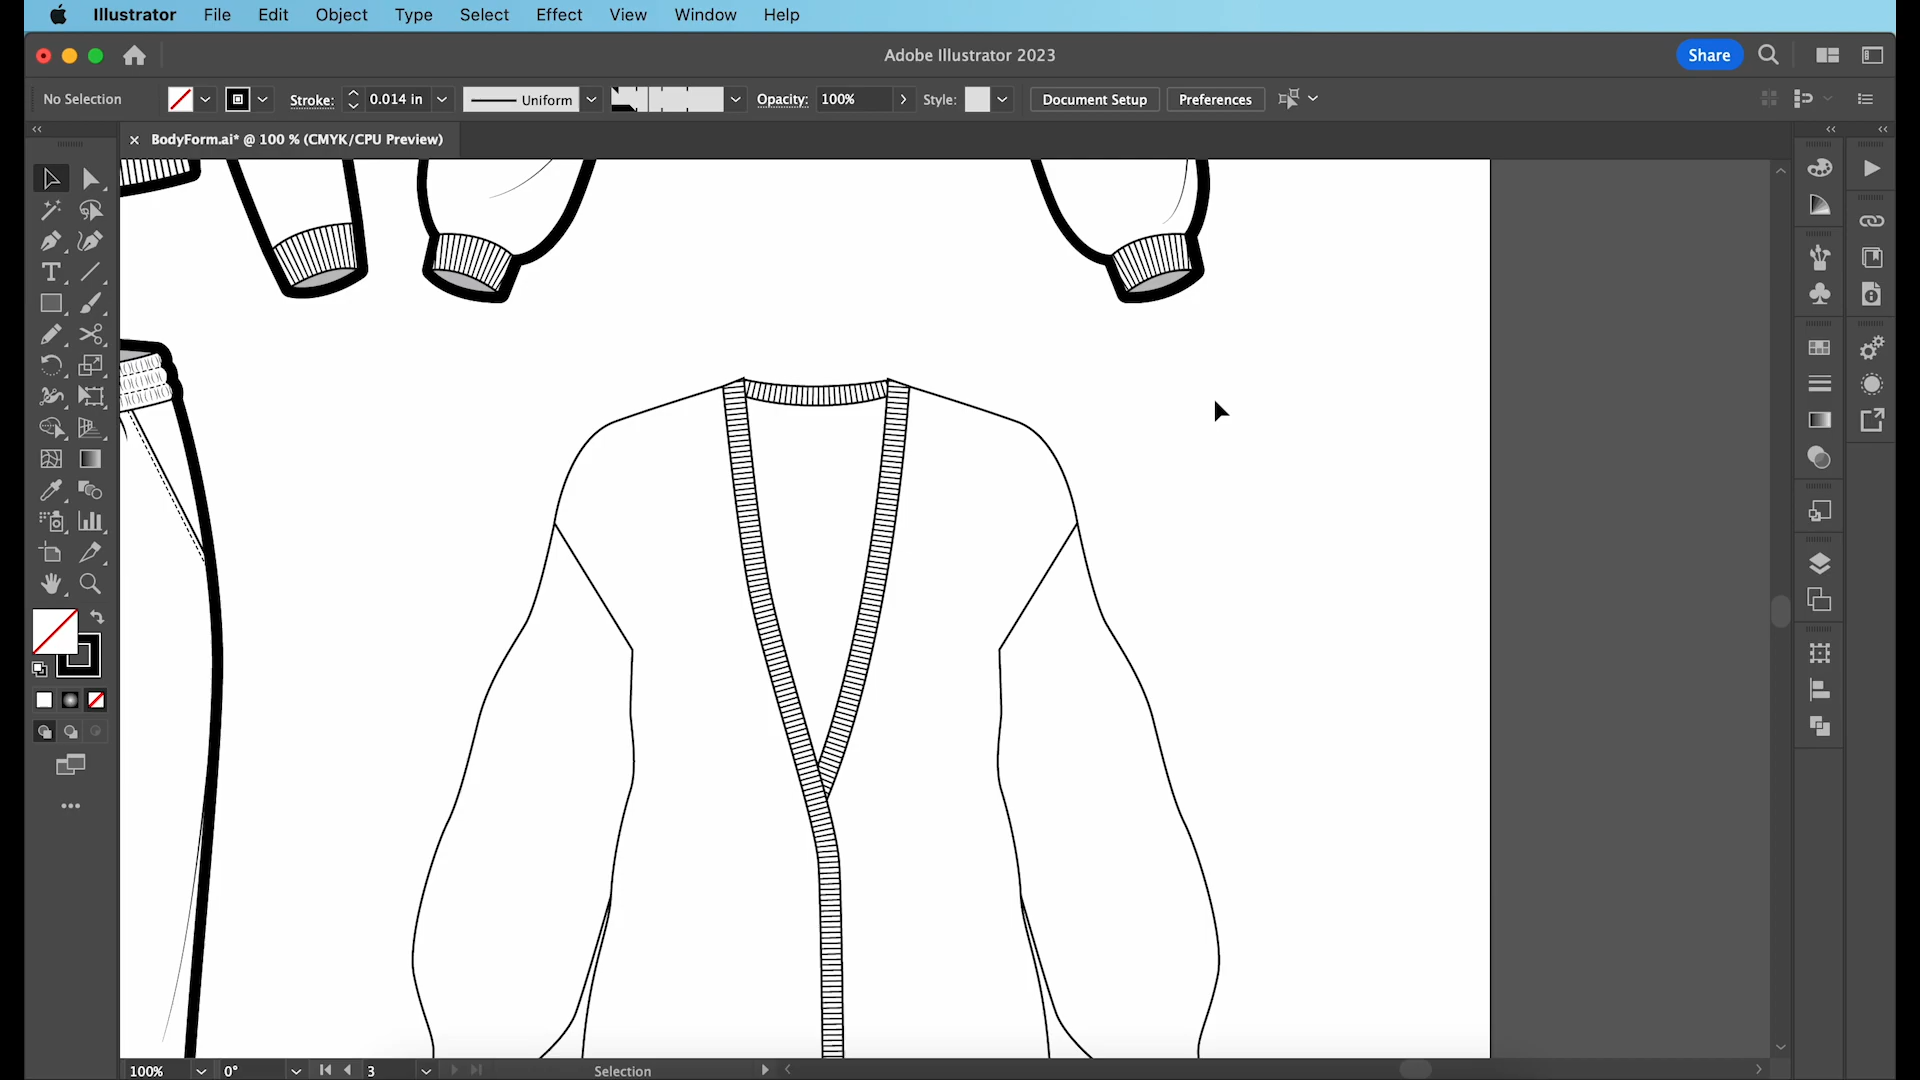 Illustrator File Edit Object Type Select Effect View Window Help
Adobe Illustrator 2023
Share
No Selection Stroke: 0.014 in Uniform Opacity: 100% Style: Document Setup Preferences
BodyForm.ai* @ 100 % (CMYK/CPU Preview)
100% 0° 3 Selection